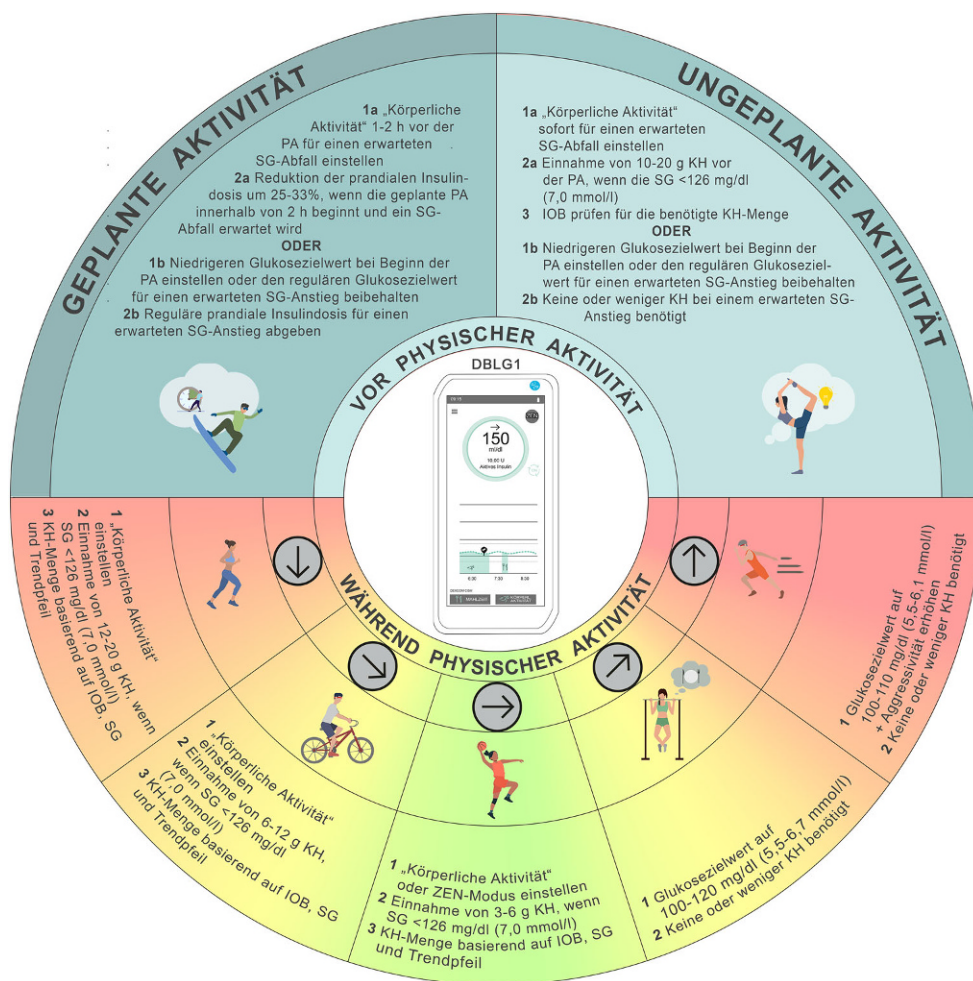 GEPLANTE AKTIVITÄT
1a „Körperliche
Aktivität“ 1-2 h vor der
PA für einen erwarteten
SG-Abfall einstellen
2a Reduktion der prandialen Insulin-
dosis um 25-33%, wenn die geplante PA
innerhalb von 2 h beginnt und ein SG-
Abfall erwartet wird
ODER
1b Niedrigeren Glukosezielwert bei Beginn der
PA einstellen oder den regulären Glukosezielwert
für einen erwarteten SG-Anstieg beibehalten
2b Reguläre prandiale Insulindosis für einen
erwarteten SG-Anstieg abgeben
UNGEPLANTE AKTIVITÄT
1a „Körperliche Aktivität“
sofort für einen erwarteten
SG-Abfall einstellen
2a Einnahme von 10-20 g KH vor
der PA, wenn die SG <126 mg/dl
(7,0 mmol/l)
3 IOB prüfen für die benötigte KH-Menge
ODER
1b Niedrigeren Glukosezielwert bei Beginn der
PA einstellen oder den regulären Glukoseziel-
wert für einen erwarteten SG-Anstieg beibehalten
2b Keine oder weniger KH bei einem erwarteten SG-
Anstieg benötigt
VOR PHYSISCHER AKTIVITÄT
DBLG1
150
ml/dl
Aktives Insulin
6:00 7:30 8:30
MAHLZEIT
WÄHREND PHYSISCHER AKTIVITÄT
1 „Körperliche Aktivität“
einstellen
2 Einnahme von 12-20 g KH, wenn
SG <126 mg/dl (7,0 mmol/l)
3 KH-Menge basierend auf IOB, SG
und Trendpfeil
1 „Körperliche Aktivität“
einstellen
2 Einnahme von 6-12 g KH,
wenn SG <126 mg/dl
(7,0 mmol/l)
3 KH-Menge basierend auf IOB, SG
und Trendpfeil
1 „Körperliche Aktivität“
oder ZEN-Modus einstellen
2 Einnahme von 3-6 g KH, wenn
SG <126 mg/dl (7,0 mmol/l)
3 KH-Menge basierend auf IOB, SG
und Trendpfeil
1 Glukosezielwert auf
100-120 mg/dl (5,5-6,7 mmol/l)
2 Keine oder weniger KH benötigt
1 Glukosezielwert auf
100-110 mg/dl (5,5-6,1 mmol/l)
+ Aggressivität erhöhen
2 Keine oder weniger KH benötigt